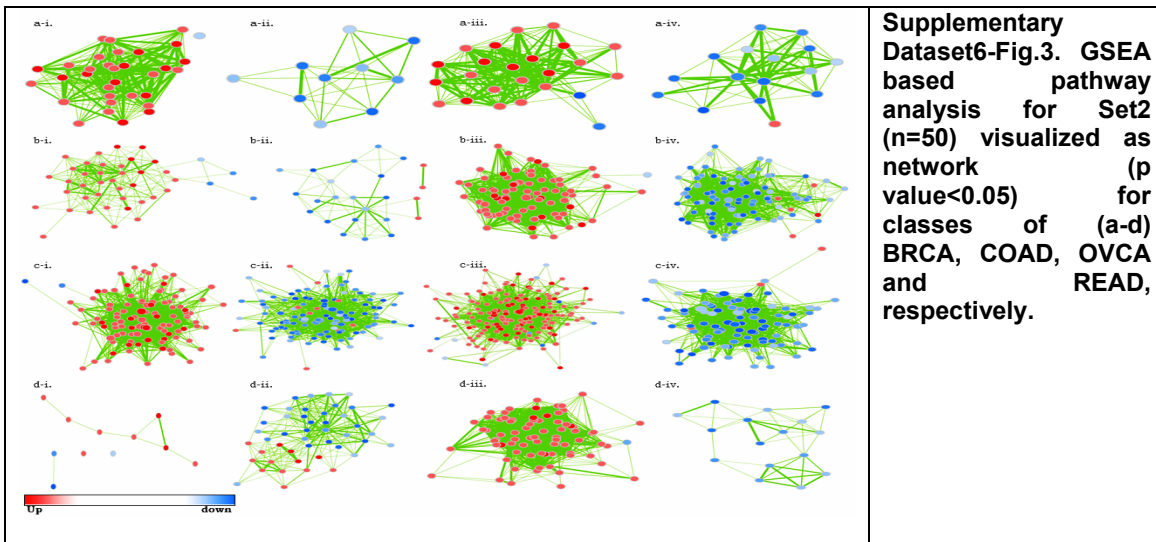 a-i. a-ii. a-iii. a-iv.
b-i. b-ii. b-iii. b-iv.
c-i. c-ii. c-iii. c-iv.
d-i. d-ii. d-iii. d-iv.
Up down
Supplementary
Dataset6-Fig.3. GSEA
based pathway
analysis for Set2
(n=50) visualized as
network (p
value<0.05) for
classes of (a-d)
BRCA, COAD, OVCA
and READ,
respectively.